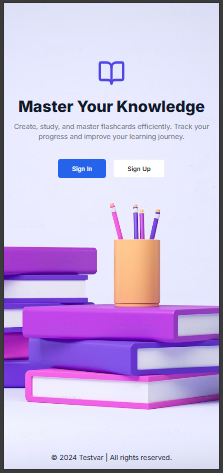 Master Your Knowledge
Create, study, and master flashcards efficiently. Track your
progress and improve your learning journey.
Sign In
Sign Up
© 2024 Testvar | All rights reserved.